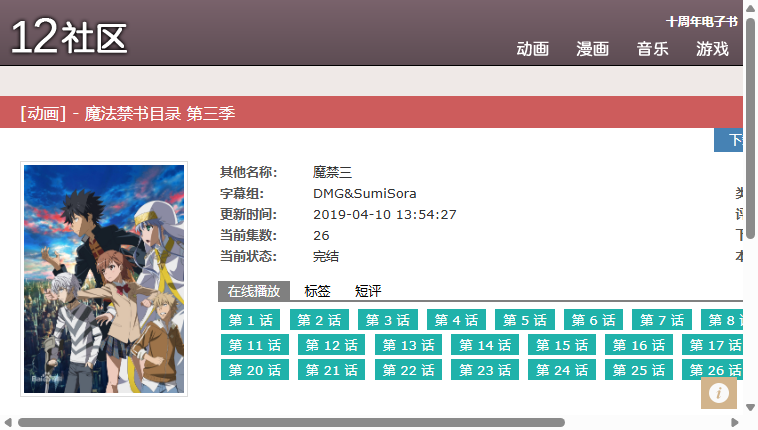 十周年电子书
12社区
动画 漫画 音乐 游戏
[动画] - 魔法禁书目录 第三季
其他名称: 魔禁三
字幕组: DMG&SumiSora
更新时间: 2019-04-10 13:54:27
当前集数: 26
当前状态: 完结
在线播放 标签 短评
第 1 话 第 2 话 第 3 话 第 4 话 第 5 话 第 6 话 第 7 话 第 8
第 11 话 第 12 话 第 13 话 第 14 话 第 15 话 第 16 话 第 17 话
第 20 话 第 21 话 第 22 话 第 23 话 第 24 话 第 25 话 第 26 话